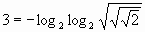 3 = −log₂ log₂ √√√2